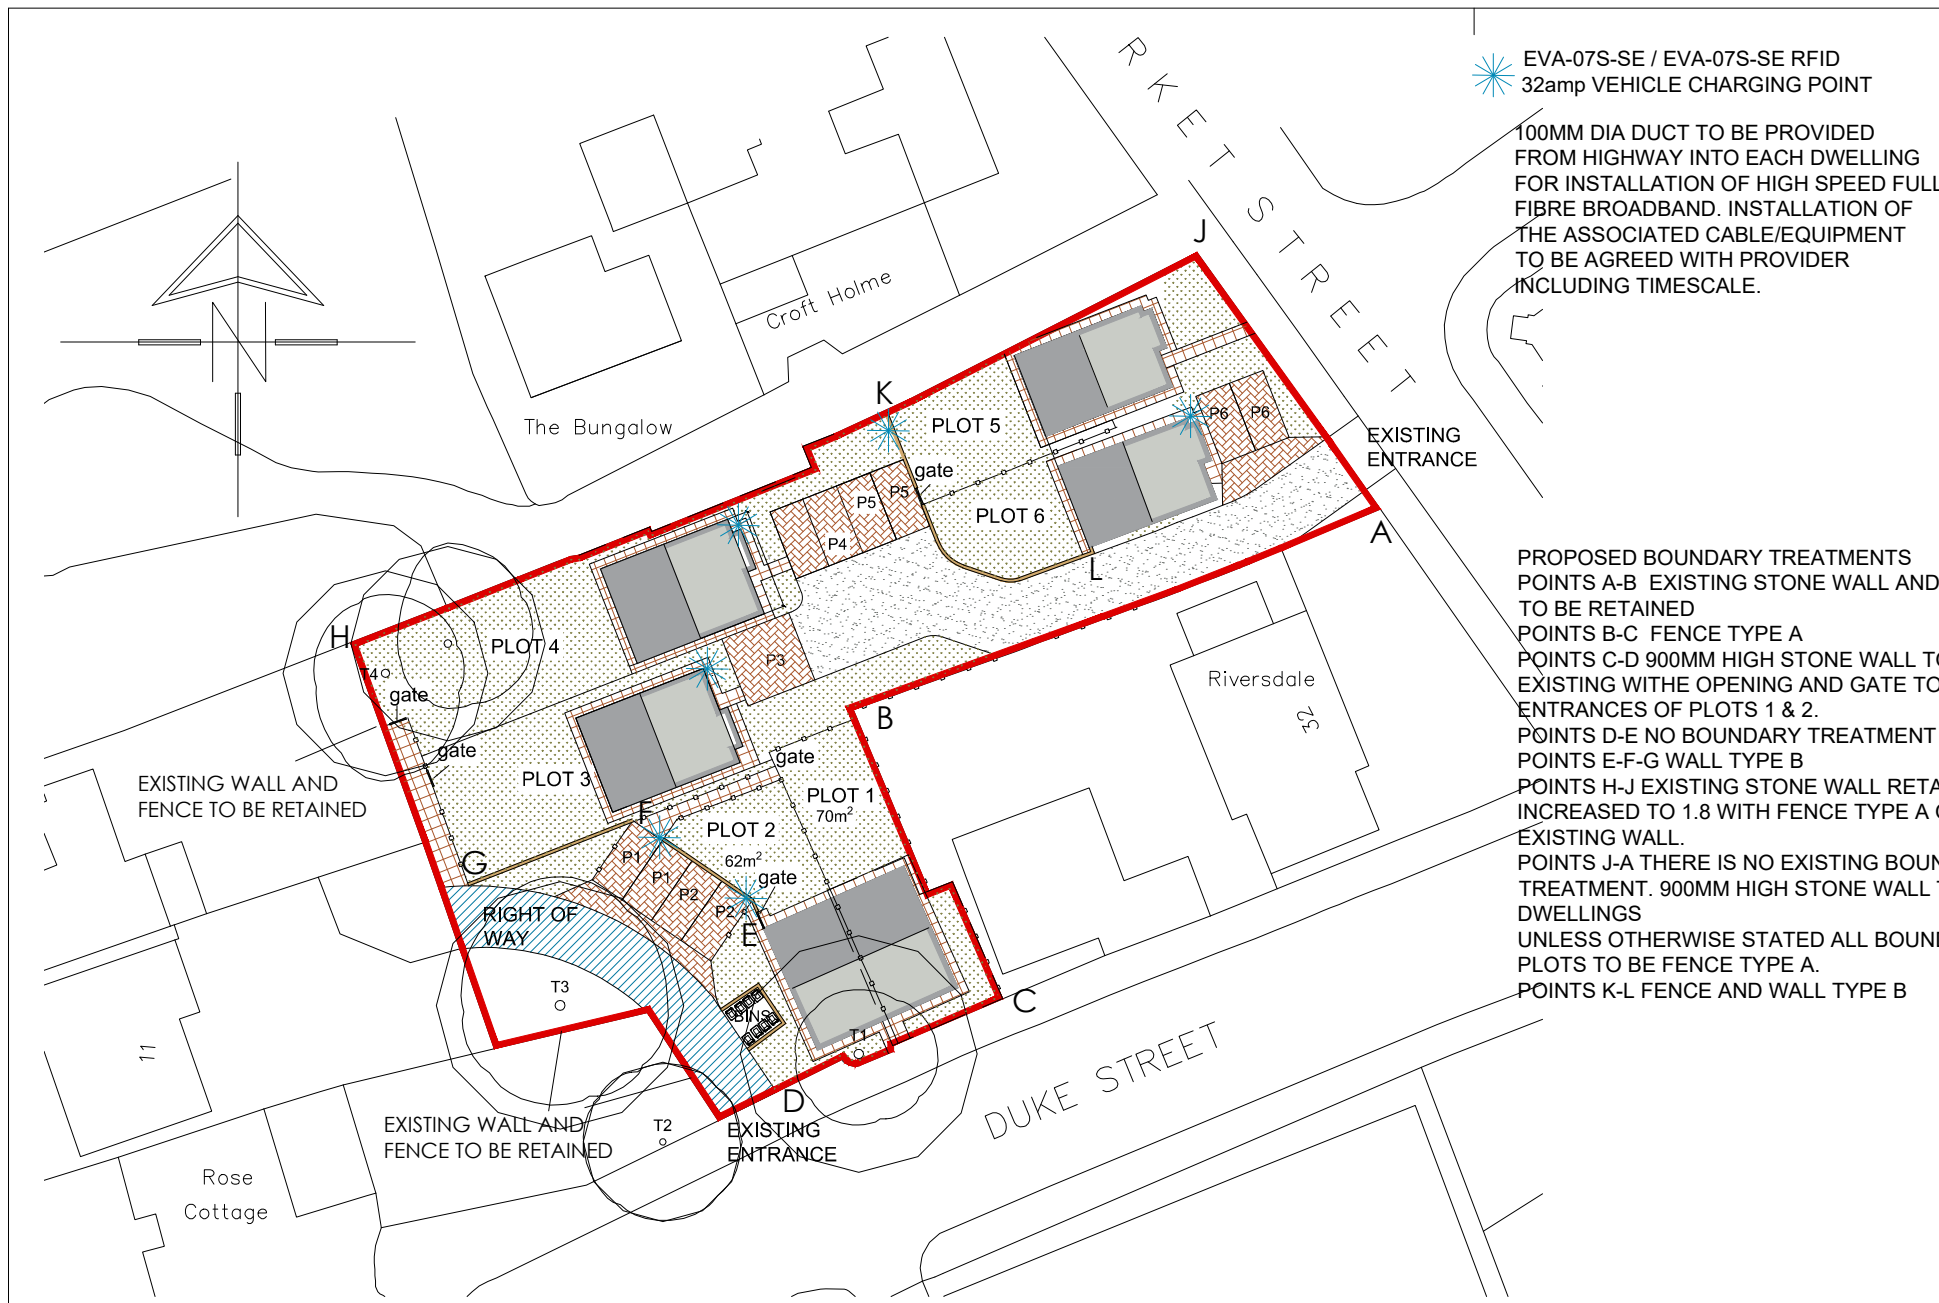 EVA-07S-SE / EVA-07S-SE RFID
32amp VEHICLE CHARGING POINT
100MM DIA DUCT TO BE PROVIDED
FROM HIGHWAY INTO EACH DWELLING
FOR INSTALLATION OF HIGH SPEED FULL
FIBRE BROADBAND. INSTALLATION OF
THE ASSOCIATED CABLE/EQUIPMENT
TO BE AGREED WITH PROVIDER
INCLUDING TIMESCALE.
RKET STREET
J
Croft Holme
The Bungalow
N
K
PLOT 5
gate
P6
P6
EXISTING
ENTRANCE
P5
P5
P4
PLOT 6
A
L
H
PLOT 4
T4
gate
gate
P3
B
Riversdale
32
EXISTING WALL AND
FENCE TO BE RETAINED
PLOT 3
gate
PLOT 1
70m²
F
PLOT 2
62m²
gate
G
P1
P1
P2
P2
E
RIGHT OF
WAY
T3
BINS
T1
C
D
EXISTING
ENTRANCE
DUKE STREET
11
EXISTING WALL AND
FENCE TO BE RETAINED
T2
Rose
Cottage
PROPOSED BOUNDARY TREATMENTS
POINTS A-B EXISTING STONE WALL AND
TO BE RETAINED
POINTS B-C FENCE TYPE A
POINTS C-D 900MM HIGH STONE WALL TO
EXISTING WITHE OPENING AND GATE TO
ENTRANCES OF PLOTS 1 & 2.
POINTS D-E NO BOUNDARY TREATMENT
POINTS E-F-G WALL TYPE B
POINTS H-J EXISTING STONE WALL RETA
INCREASED TO 1.8 WITH FENCE TYPE A
EXISTING WALL.
POINTS J-A THERE IS NO EXISTING BOUN
TREATMENT. 900MM HIGH STONE WALL
DWELLINGS
UNLESS OTHERWISE STATED ALL BOUN
PLOTS TO BE FENCE TYPE A.
POINTS K-L FENCE AND WALL TYPE B